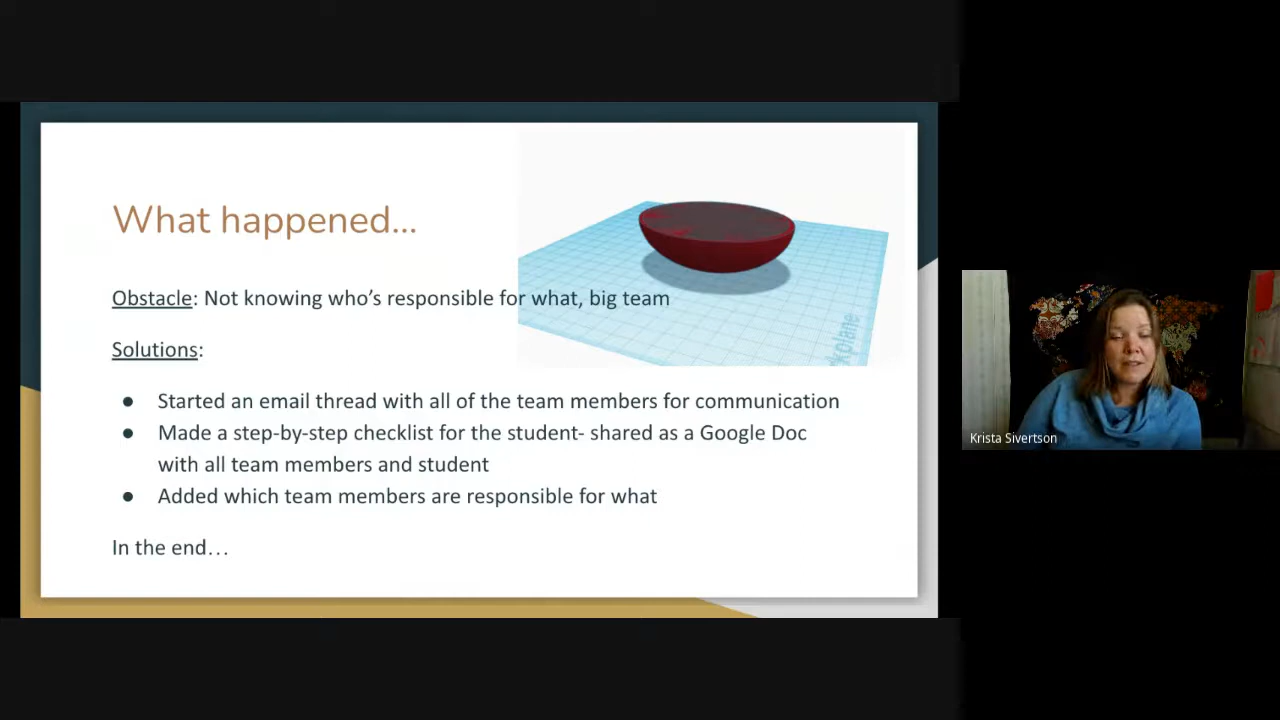 What happened...
Obstacle: Not knowing who's responsible for what, big team
Solutions:
● Started an email thread with all of the team members for communication
● Made a step-by-step checklist for the student- shared as a Google Doc
with all team members and student
● Added which team members are responsible for what
In the end…
Krista Sivertson